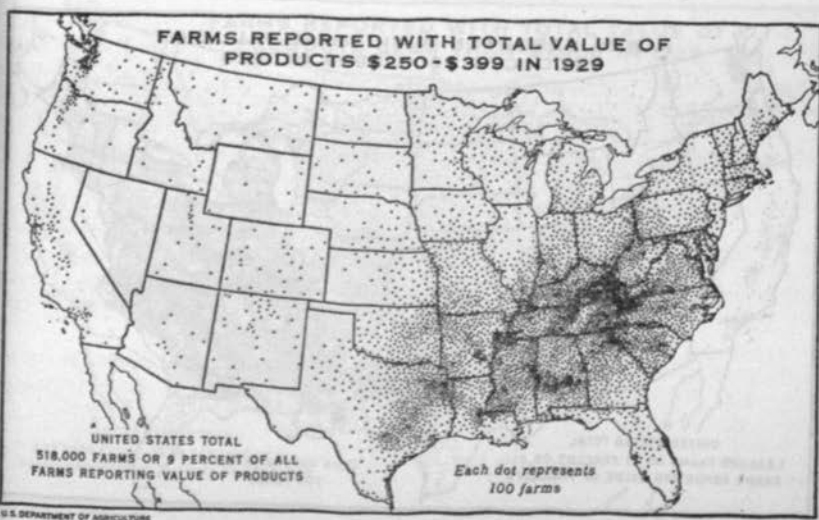 FARMS REPORTED WITH TOTAL VALUE OF
PRODUCTS $250-$399 IN 1929
UNITED STATES TOTAL
518,000 FARMS OR 9 PERCENT OF ALL
FARMS REPORTING VALUE OF PRODUCTS
Each dot represents
100 farms
U.S. DEPARTMENT OF AGRICULTURE